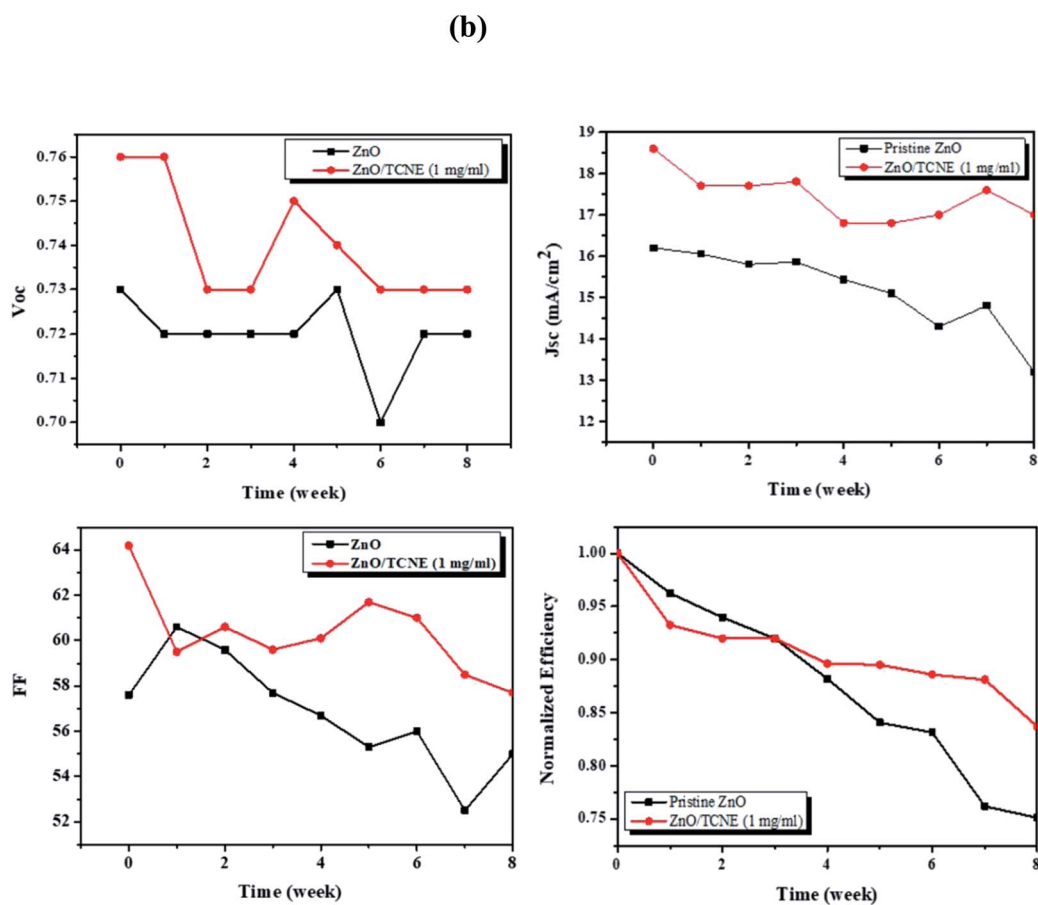 (b)
0.76
0.75
0.74
0.73
0.72
0.71
0.70
Voc
ZnO
ZnO/TCNE (1 mg/ml)
0 2 4 6 8
Time (week)
19
18
17
16
15
14
13
12
Jsc (mA/cm²)
Pristine ZnO
ZnO/TCNE (1 mg/ml)
0 1 2 3 4 5 6 7 8
Time (week)
64
62
60
58
56
54
52
FF
ZnO
ZnO/TCNE (1 mg/ml)
0 2 4 6 8
Time (week)
1.00
0.95
0.90
0.85
0.80
0.75
Normalized Efficiency
Pristine ZnO
ZnO/TCNE (1 mg/ml)
0 2 4 6 8
Time (week)